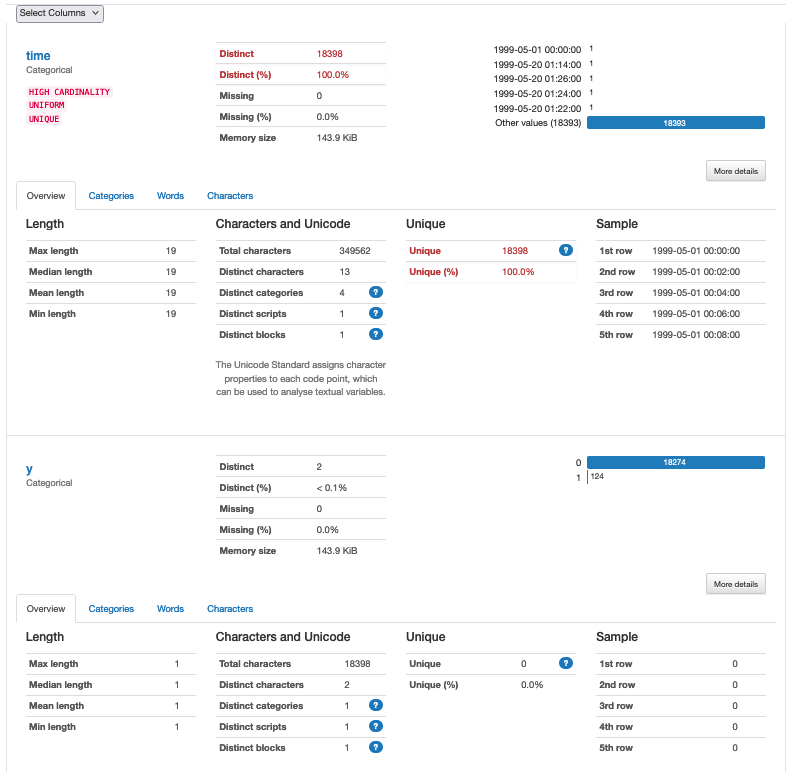 Select Columns
time
Categorical
HIGH CARDINALITY
UNIFORM
UNIQUE
Distinct 18398
Distinct (%) 100.0%
Missing 0
Missing (%) 0.0%
Memory size 143.9 KiB
1999-05-01 00:00:00 1
1999-05-20 01:14:00 1
1999-05-20 01:26:00 1
1999-05-20 01:24:00 1
1999-05-20 01:22:00 1
Other values (18393) 18393
More details
Overview Categories Words Characters
Length
Max length 19
Median length 19
Mean length 19
Min length 19
Characters and Unicode
Total characters 349562
Distinct characters 13
Distinct categories 4 ?
Distinct scripts 1 ?
Distinct blocks 1 ?
The Unicode Standard assigns character
properties to each code point, which
can be used to analyse textual variables.
Unique
Unique 18398 ?
Unique (%) 100.0%
Sample
1st row 1999-05-01 00:00:00
2nd row 1999-05-01 00:02:00
3rd row 1999-05-01 00:04:00
4th row 1999-05-01 00:06:00
5th row 1999-05-01 00:08:00
y
Categorical
Distinct 2
Distinct (%) < 0.1%
Missing 0
Missing (%) 0.0%
Memory size 143.9 KiB
0 18274
1 124
More details
Overview Categories Words Characters
Length
Max length 1
Median length 1
Mean length 1
Min length 1
Characters and Unicode
Total characters 18398
Distinct characters 2
Distinct categories 1 ?
Distinct scripts 1 ?
Distinct blocks 1 ?
Unique
Unique 0 ?
Unique (%) 0.0%
Sample
1st row 0
2nd row 0
3rd row 0
4th row 0
5th row 0